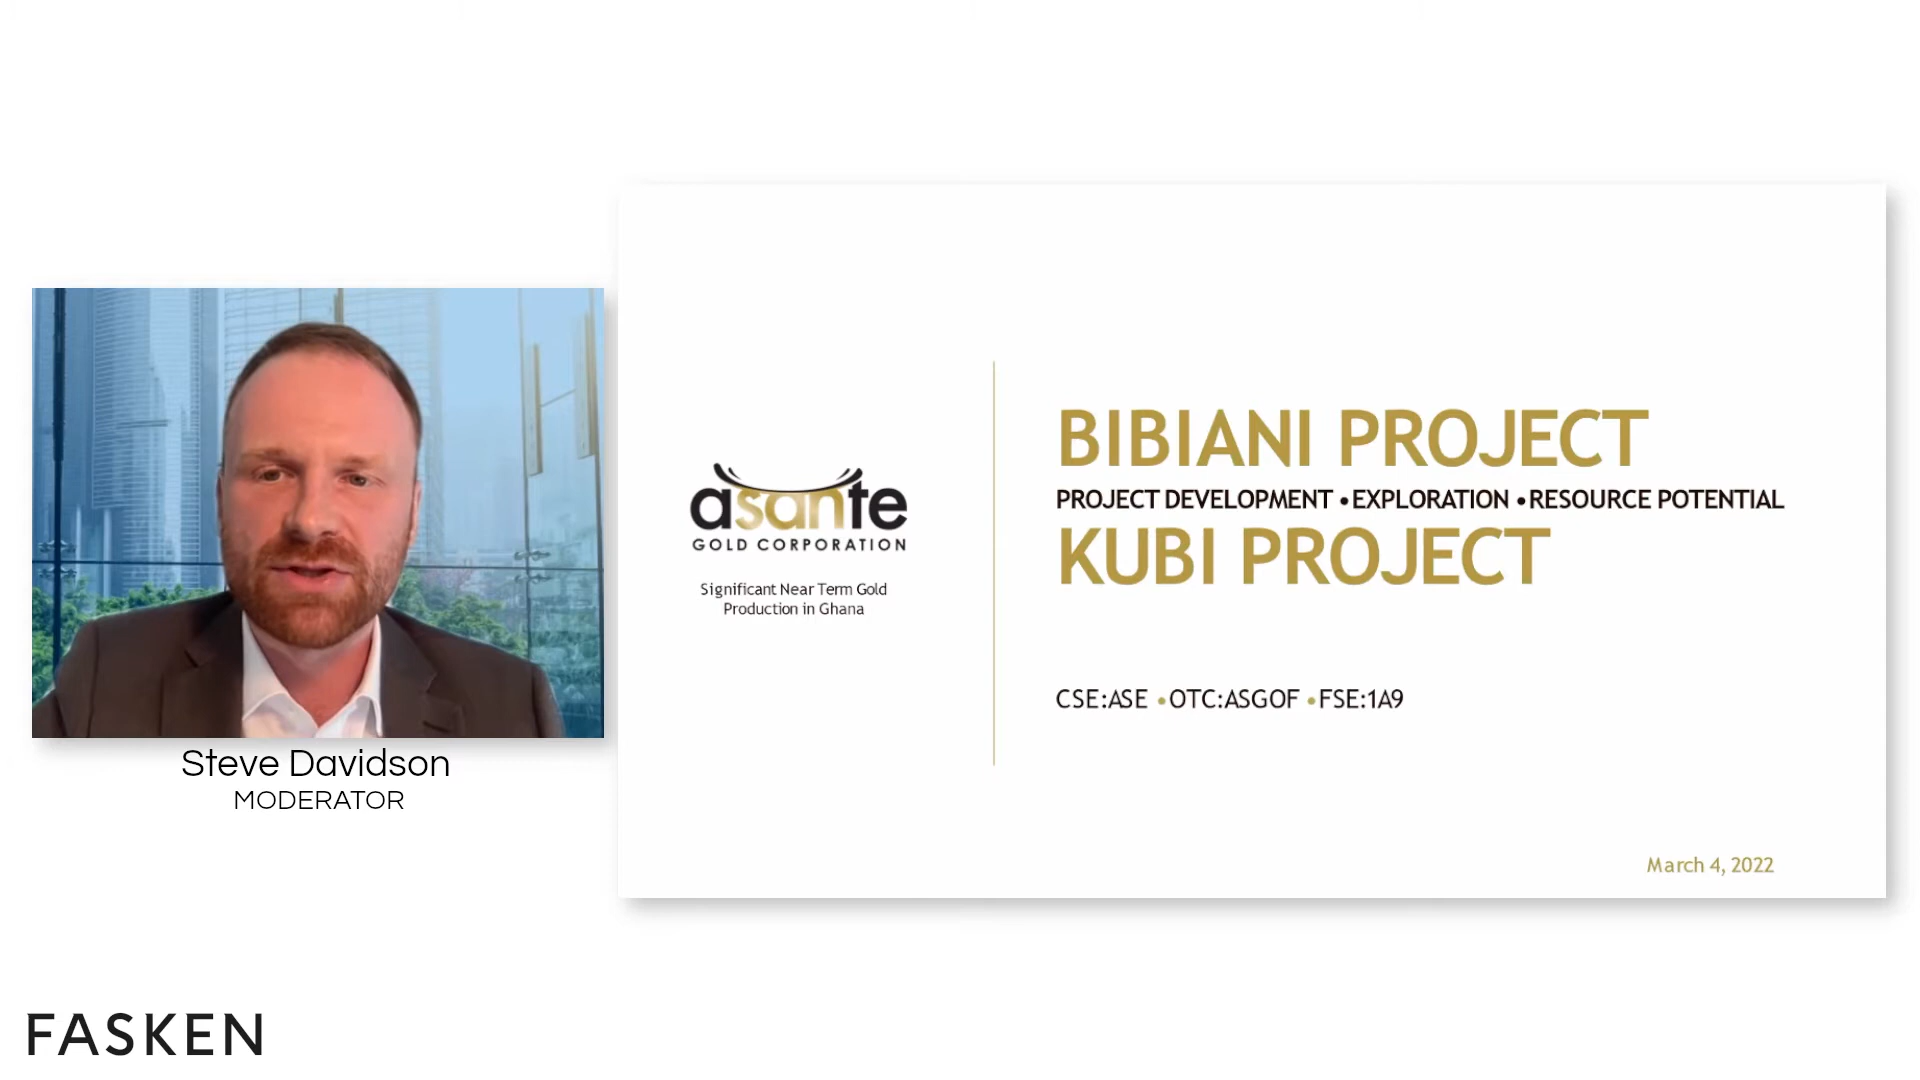 Steve Davidson
MODERATOR
FASKEN
asante
GOLD CORPORATION
Significant Near Term Gold
Production in Ghana
BIBIANI PROJECT
PROJECT DEVELOPMENT •EXPLORATION •RESOURCE POTENTIAL
KUBI PROJECT
CSE:ASE •OTC:ASGOF •FSE:1A9
March 4, 2022